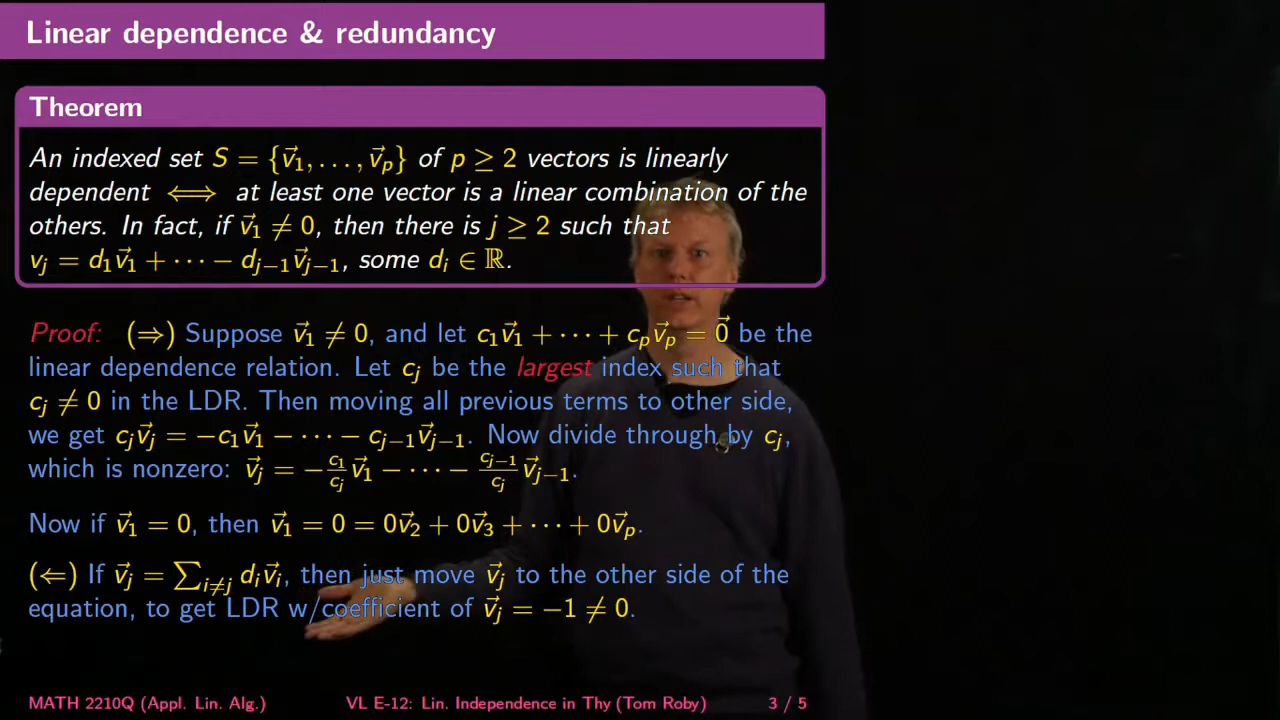 Linear dependence & redundancy
Theorem
An indexed set S = {v⃗₁, . . . , v⃗ₚ} of p ≥ 2 vectors is linearly
dependent ⟺ at least one vector is a linear combination of the
others. In fact, if v⃗₁ ≠ 0, then there is j ≥ 2 such that
vⱼ = d₁v⃗₁ + ⋯ − dⱼ₋₁v⃗ⱼ₋₁, some dᵢ ∈ ℝ.
Proof: (⇒) Suppose v⃗₁ ≠ 0, and let c₁v⃗₁ + ⋯ + cₚv⃗ₚ = 0⃗ be the
linear dependence relation. Let cⱼ be the largest index such that
cⱼ ≠ 0 in the LDR. Then moving all previous terms to other side,
we get cⱼv⃗ⱼ = −c₁v⃗₁ − ⋯ − cⱼ₋₁v⃗ⱼ₋₁. Now divide through by cⱼ,
which is nonzero: v⃗ⱼ = −c₁/cⱼ v⃗₁ − ⋯ − cⱼ₋₁/cⱼ v⃗ⱼ₋₁.
Now if v⃗₁ = 0, then v⃗₁ = 0 = 0v⃗₂ + 0v⃗₃ + ⋯ + 0v⃗ₚ.
(⇐) If v⃗ⱼ = ∑ᵢ≠ⱼ dᵢv⃗ᵢ, then just move v⃗ⱼ to the other side of the
equation, to get LDR w/coefficient of v⃗ⱼ = −1 ≠ 0.
MATH 2210Q (Appl. Lin. Alg.) VL E-12: Lin. Independence in Thy (Tom Roby) 3 / 5